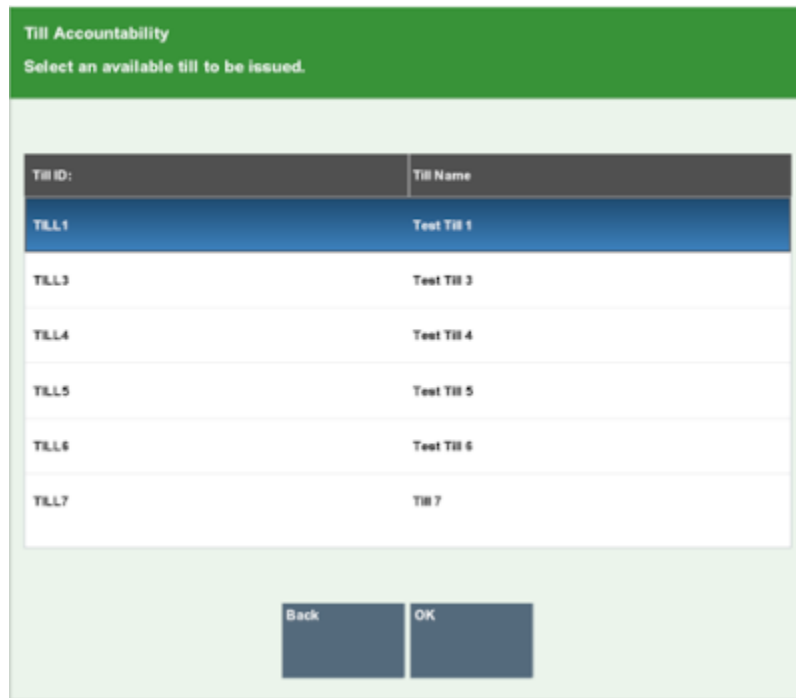 Till Accountability
Select an available till to be issued.
Till ID: Till Name
TILL1 Test Till 1
TILL3 Test Till 3
TILL4 Test Till 4
TILL5 Test Till 5
TILL6 Test Till 6
TILL7 Till 7
Back OK